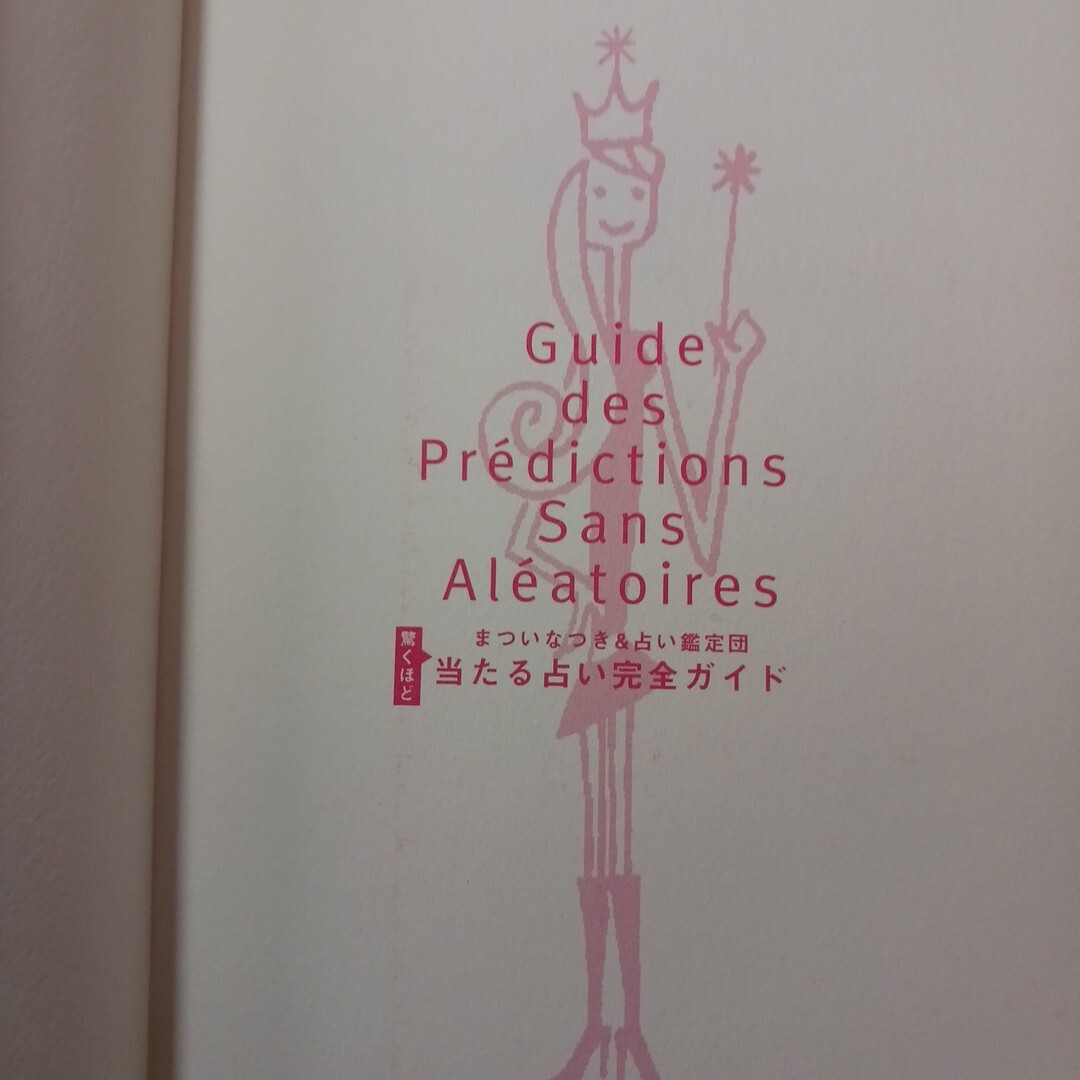 Guide
des
Prédictions
Sans
Aléatoires
まついなつき&占い鑑定団
驚くほど
当たる占い完全ガイド